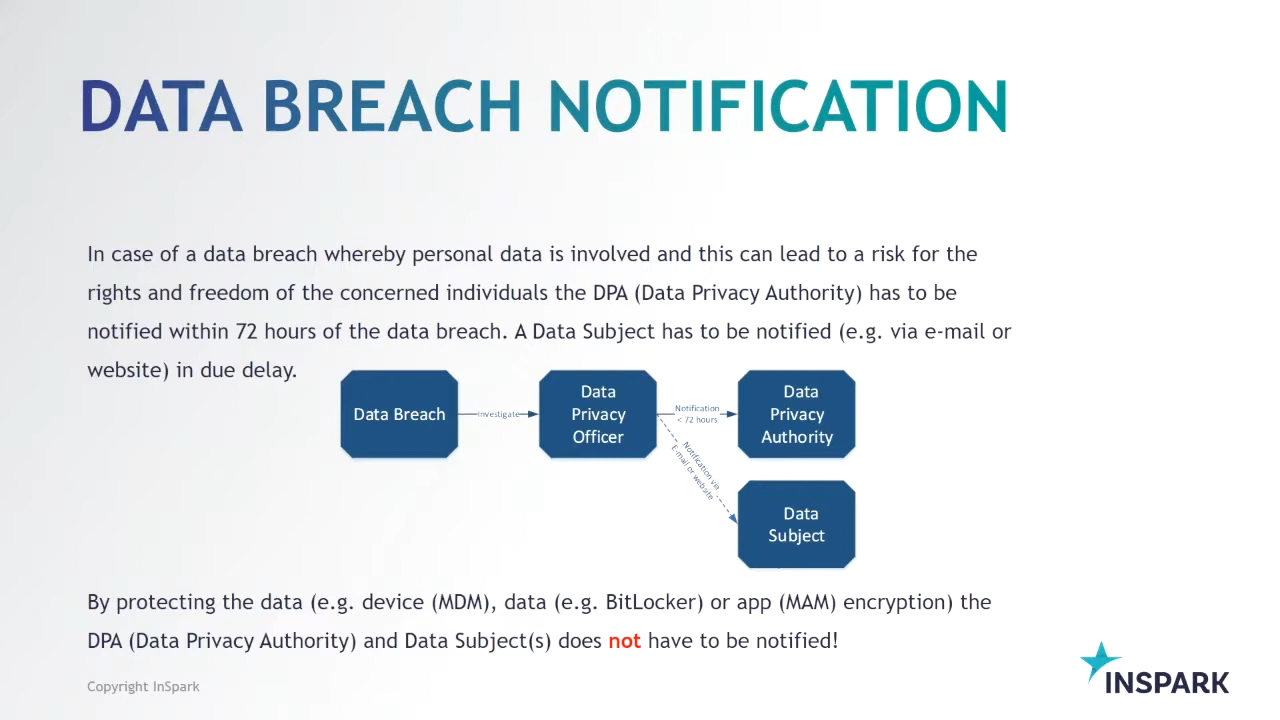 DATA BREACH NOTIFICATION
In case of a data breach whereby personal data is involved and this can lead to a risk for the
rights and freedom of the concerned individuals the DPA (Data Privacy Authority) has to be
notified within 72 hours of the data breach. A Data Subject has to be notified (e.g. via e-mail or
website) in due delay.
Data Breach
Investigate
Data
Privacy
Officer
Notification
< 72 hours
Data
Privacy
Authority
Notification via
E-mail or website
Data
Subject
By protecting the data (e.g. device (MDM), data (e.g. BitLocker) or app (MAM) encryption) the
DPA (Data Privacy Authority) and Data Subject(s) does not have to be notified!
Copyright InSpark
INSPARK